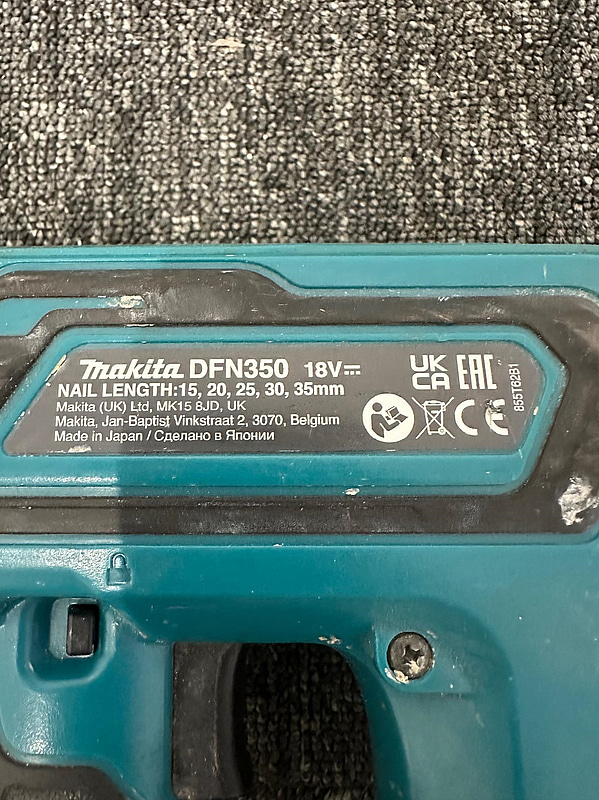 makita DFN350 18V
NAIL LENGTH:15, 20, 25, 30, 35mm
Makita (UK) Ltd, MK15 8JD, UK
Makita, Jan-Baptist Vinkstraat 2, 3070, Belgium
Made in Japan / Сделано в Японии
UK
CA
EAC
CE
855T62B1